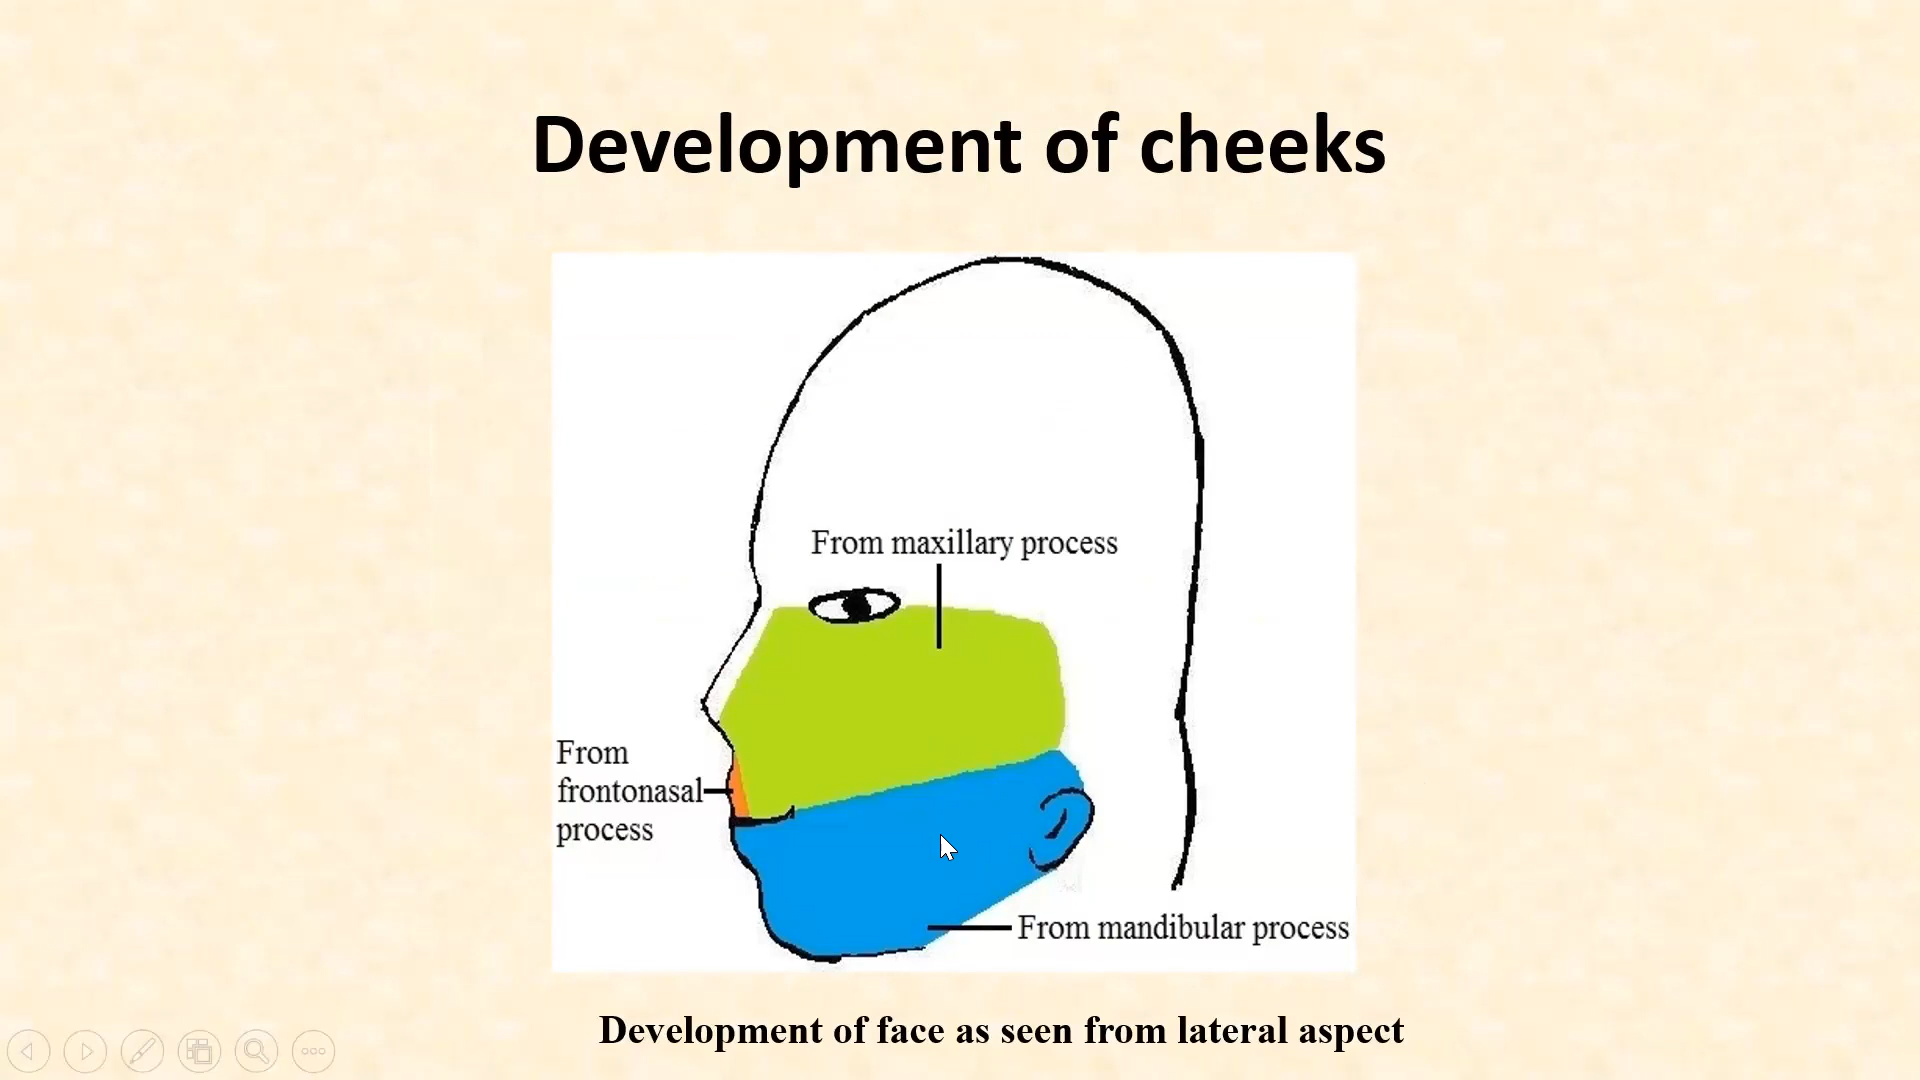 Development of cheeks
From maxillary process
From
frontonasal
process
From mandibular process
Development of face as seen from lateral aspect